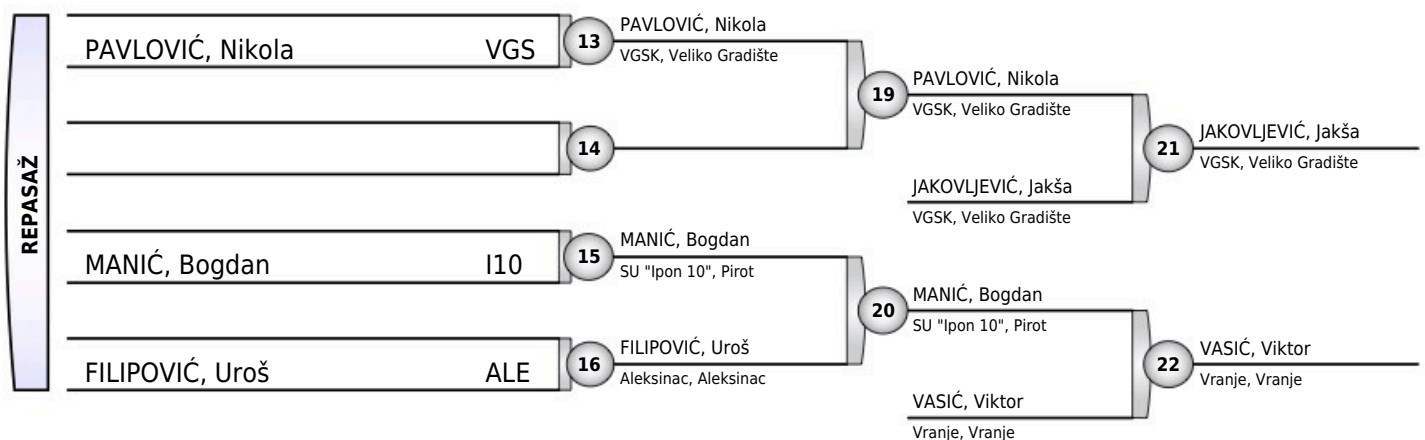 REPASAŽ
PAVLOVIĆ, Nikola VGS
13
PAVLOVIĆ, Nikola
VGSK, Veliko Gradište
14
19
PAVLOVIĆ, Nikola
VGSK, Veliko Gradište
JAKOVLJEVIĆ, Jakša
VGSK, Veliko Gradište
21
JAKOVLJEVIĆ, Jakša
VGSK, Veliko Gradište
MANIĆ, Bogdan I10
15
MANIĆ, Bogdan
SU "Ipon 10", Pirot
FILIPOVIĆ, Uroš ALE
16
FILIPOVIĆ, Uroš
Aleksinac, Aleksinac
20
MANIĆ, Bogdan
SU "Ipon 10", Pirot
VASIĆ, Viktor
Vranje, Vranje
22
VASIĆ, Viktor
Vranje, Vranje